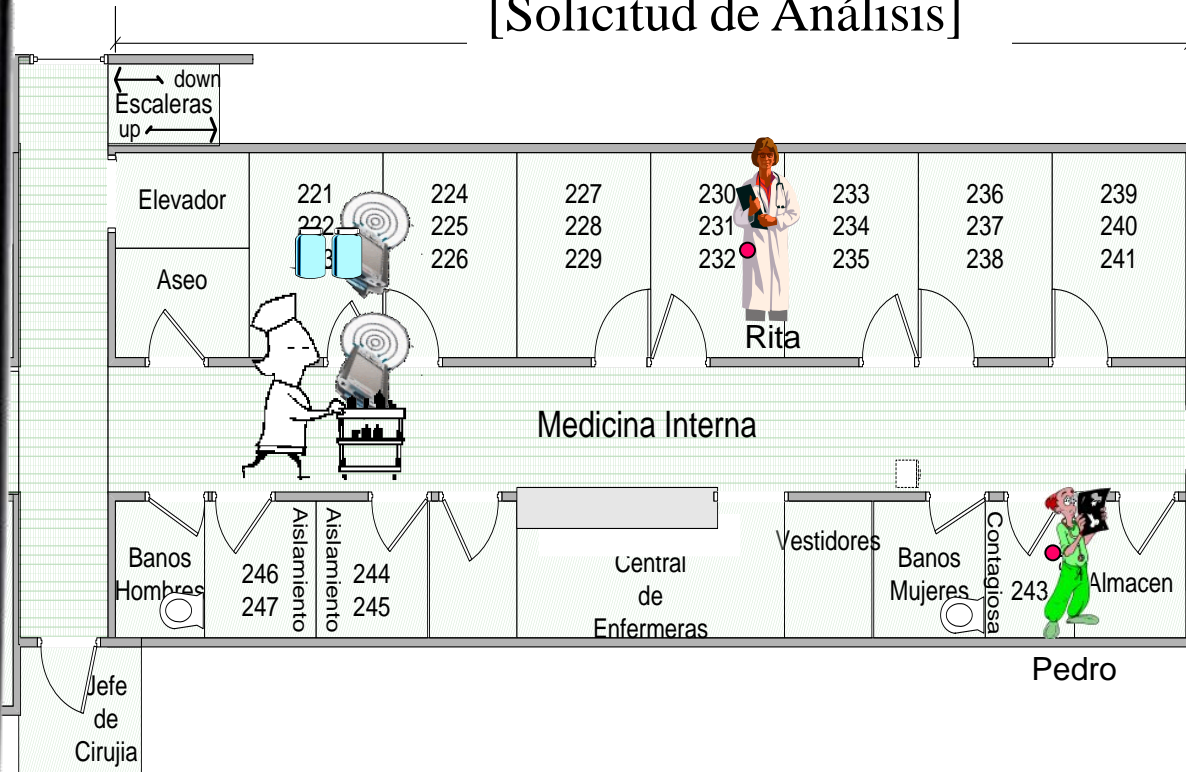 [Solicitud de Análisis]
down
Escaleras
up
Elevador
Aseo
221
222
3
224
225
226
227
228
229
230
231
232
233
234
235
236
237
238
239
240
241
Rita
Medicina Interna
Banos
Hombres
246
247
Aislamiento
Aislamiento
244
245
Central
de
Enfermeras
Vestidores
Banos
Mujeres
Contagiosa
243
Almacen
Pedro
Jefe
de
Cirujia